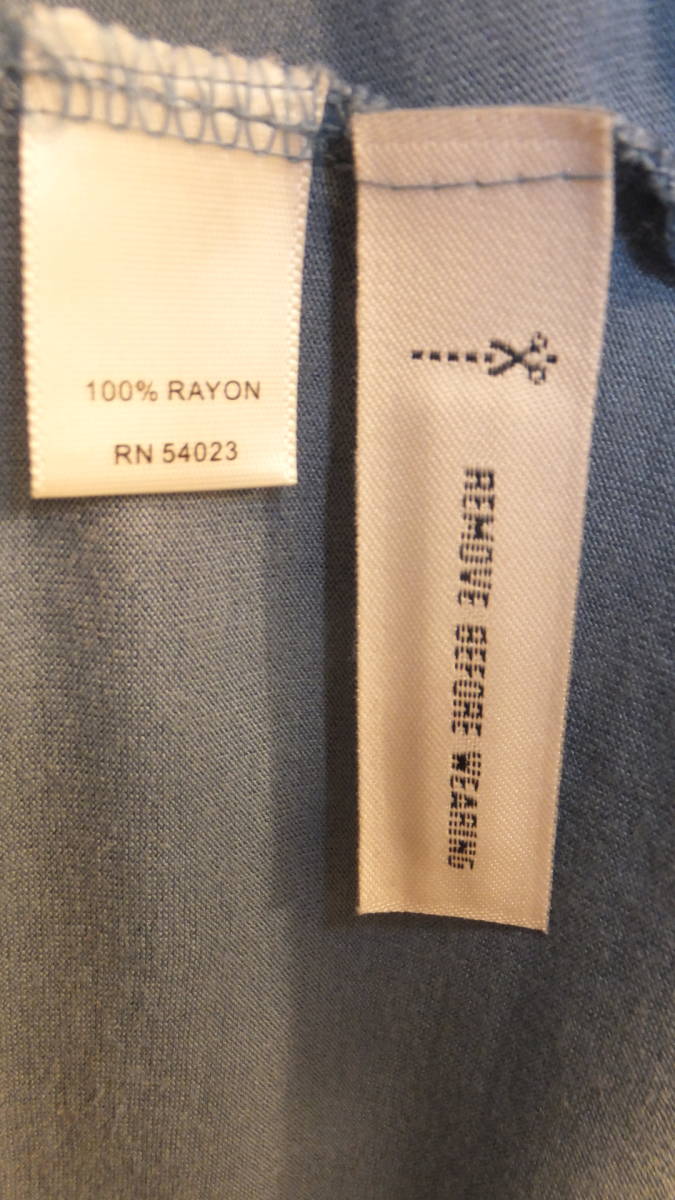 100% RAYON
RN 54023
REMOVE BEFORE WEARING